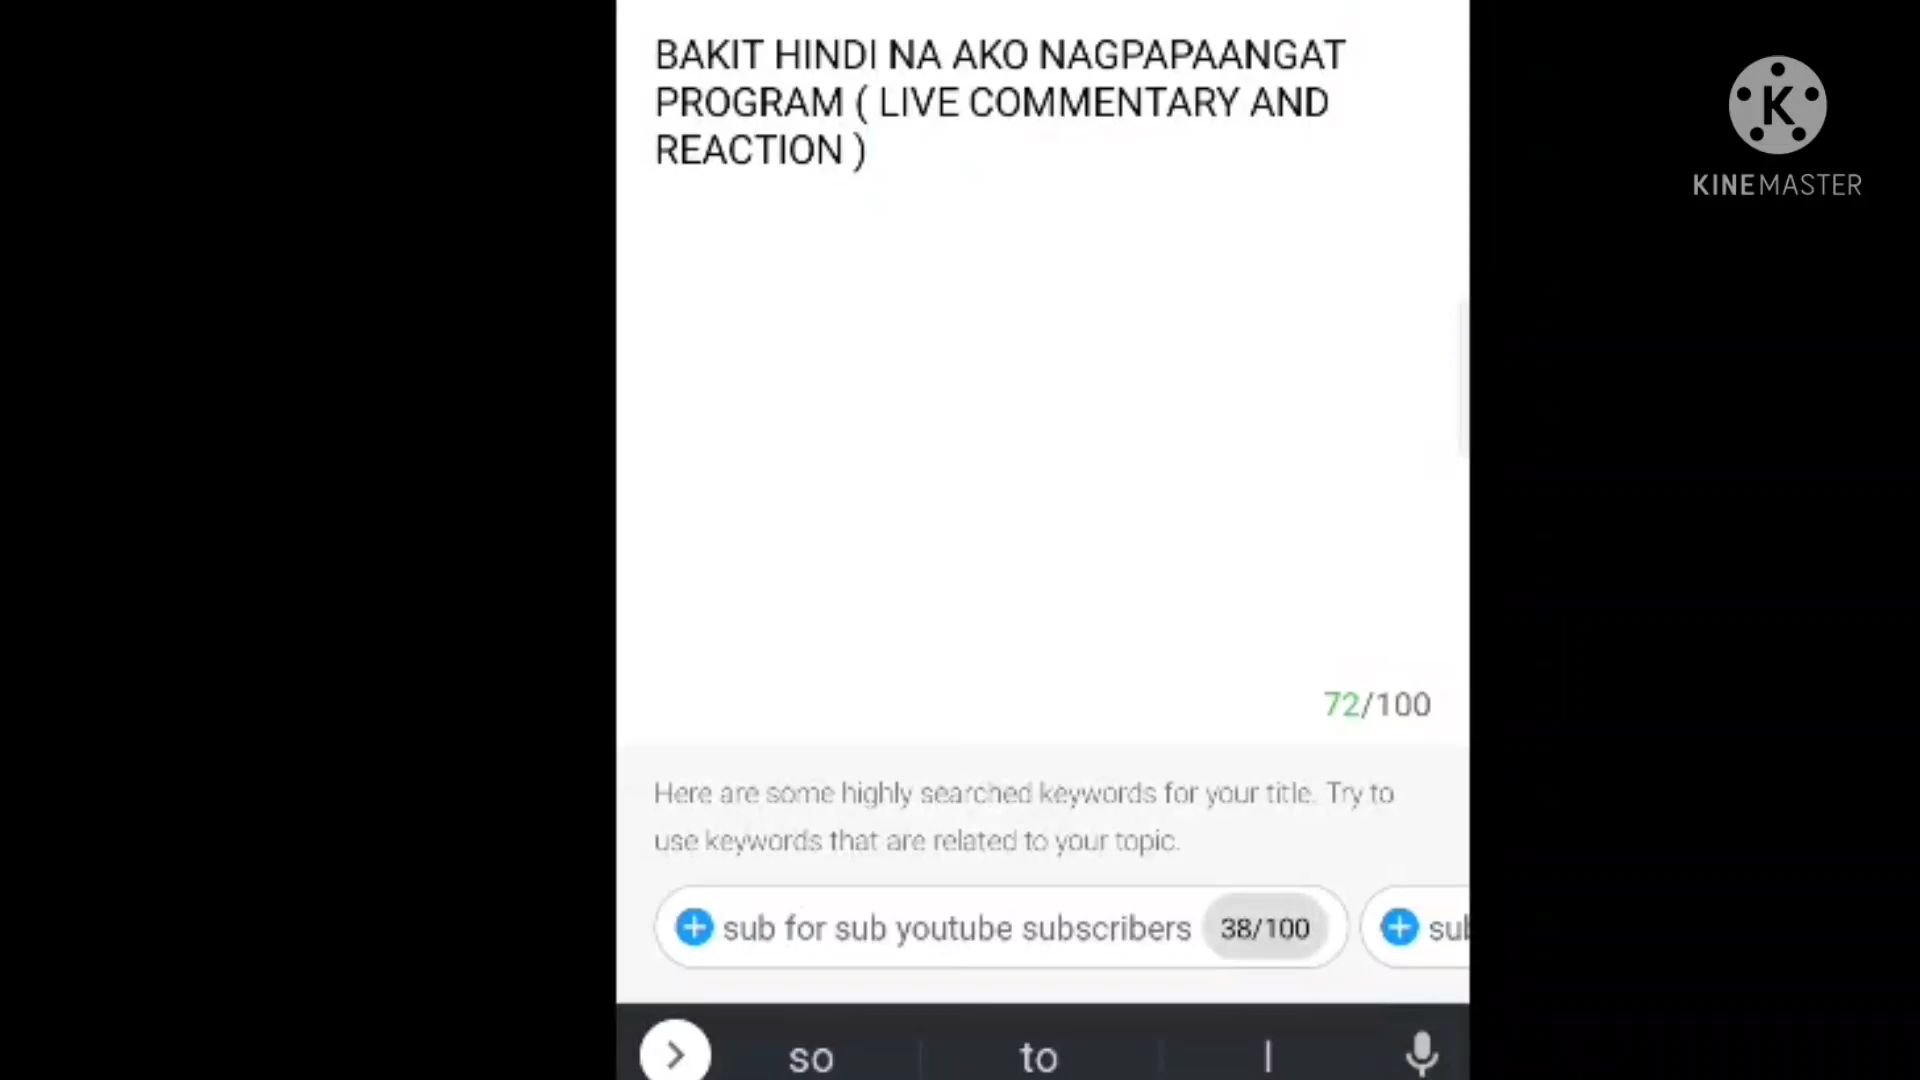 BAKIT HINDI NA AKO NAGPAPAANGAT
PROGRAM ( LIVE COMMENTARY AND
REACTION )
K
KINEMASTER
72/100
Here are some highly searched keywords for your title. Try to
use keywords that are related to your topic.
sub for sub youtube subscribers 38/100
so to I